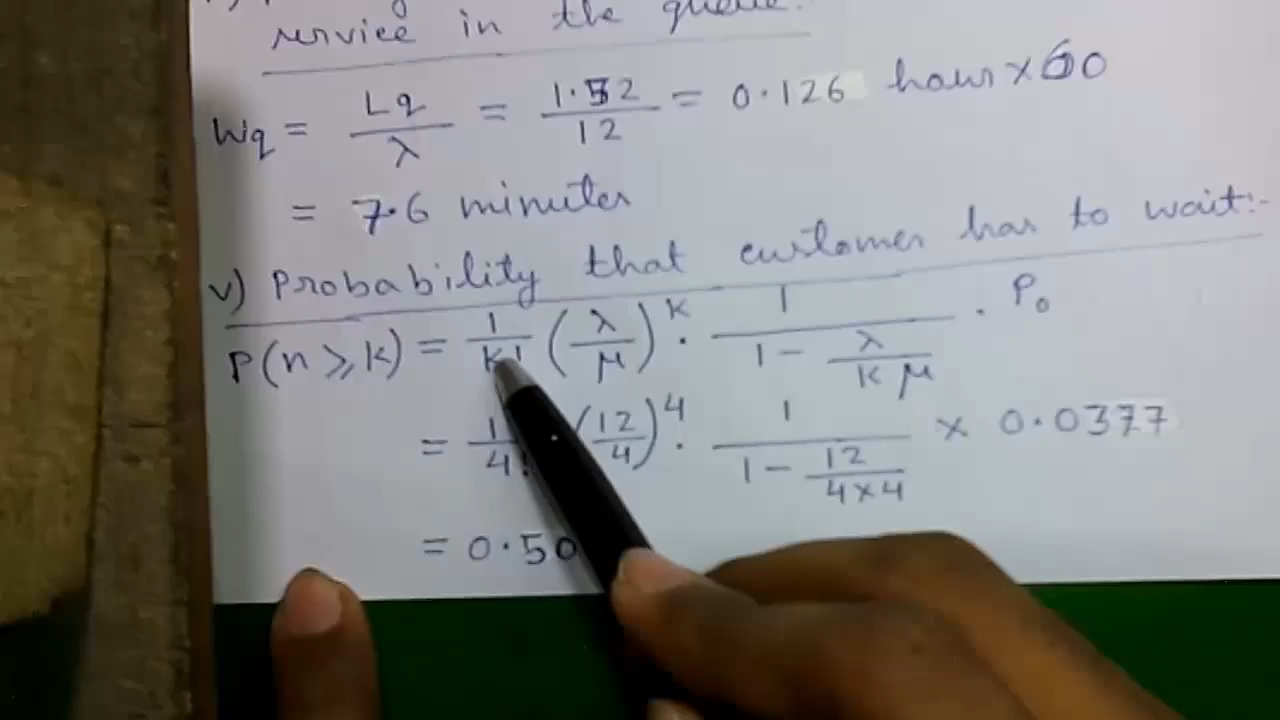 service in the queue:
Wq = Lq/λ = 1.52/12 = 0.126 hours × 60
= 7.6 minutes
v) Probability that customer has to wait:-
P(n ≥ k) = 1/k! (λ/μ)^k · 1/(1 - λ/(kμ)) · P₀
= 1/4! (12/4)^4 · 1/(1 - 12/(4×4)) × 0.0377
= 0.50